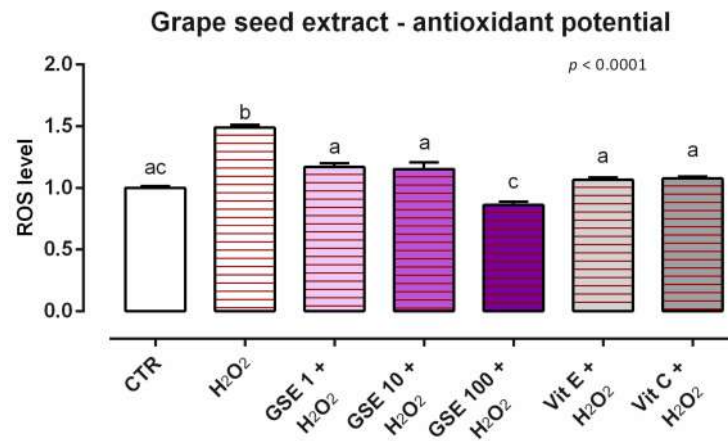 Grape seed extract - antioxidant potential
p < 0.0001
ROS level
2.0
1.5
1.0
0.5
0.0
ac
b
a
a
c
a
a
CTR
H₂O₂
GSE 1 +
H₂O₂
GSE 10 +
H₂O₂
GSE 100 +
H₂O₂
Vit E +
H₂O₂
Vit C +
H₂O₂